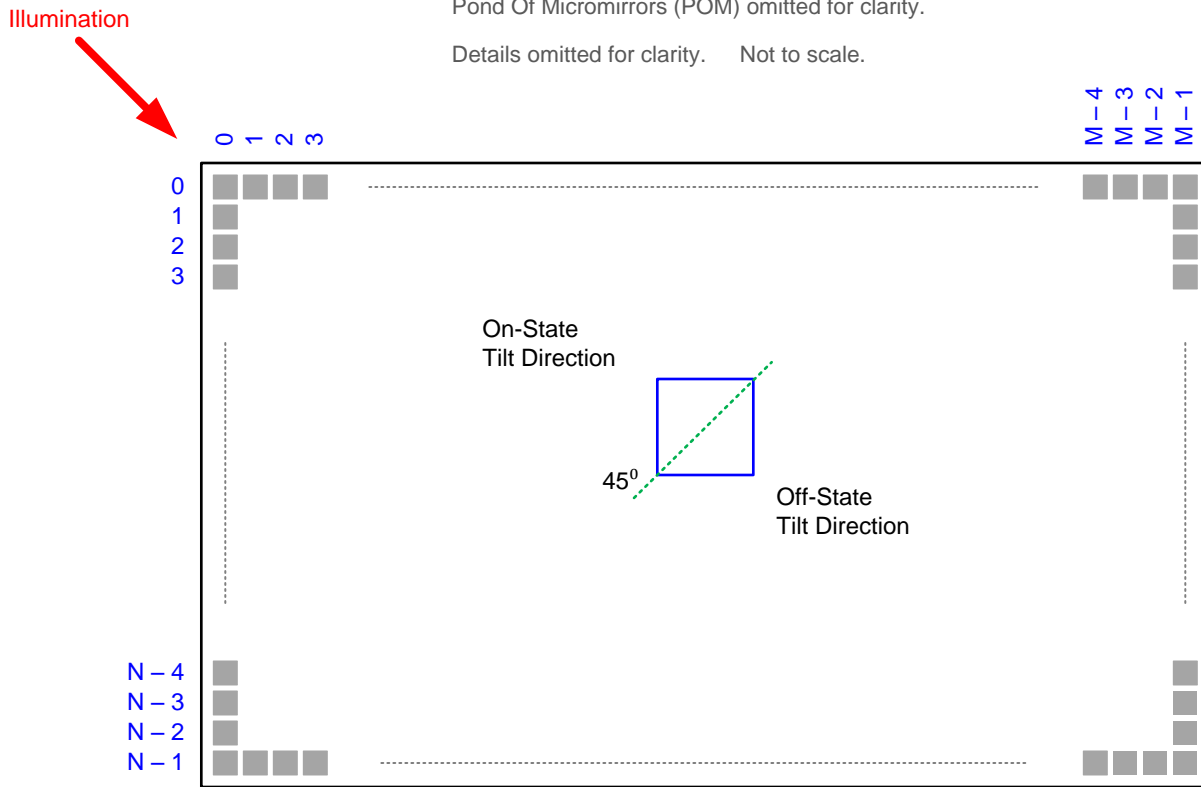 Pond Of Micromirrors (POM) omitted for clarity.
Illumination
Details omitted for clarity. Not to scale.
M – 4
M – 3
M – 2
M – 1
0
1
2
3
0
1
2
3
On-State
Tilt Direction
45⁰
Off-State
Tilt Direction
N – 4
N – 3
N – 2
N – 1